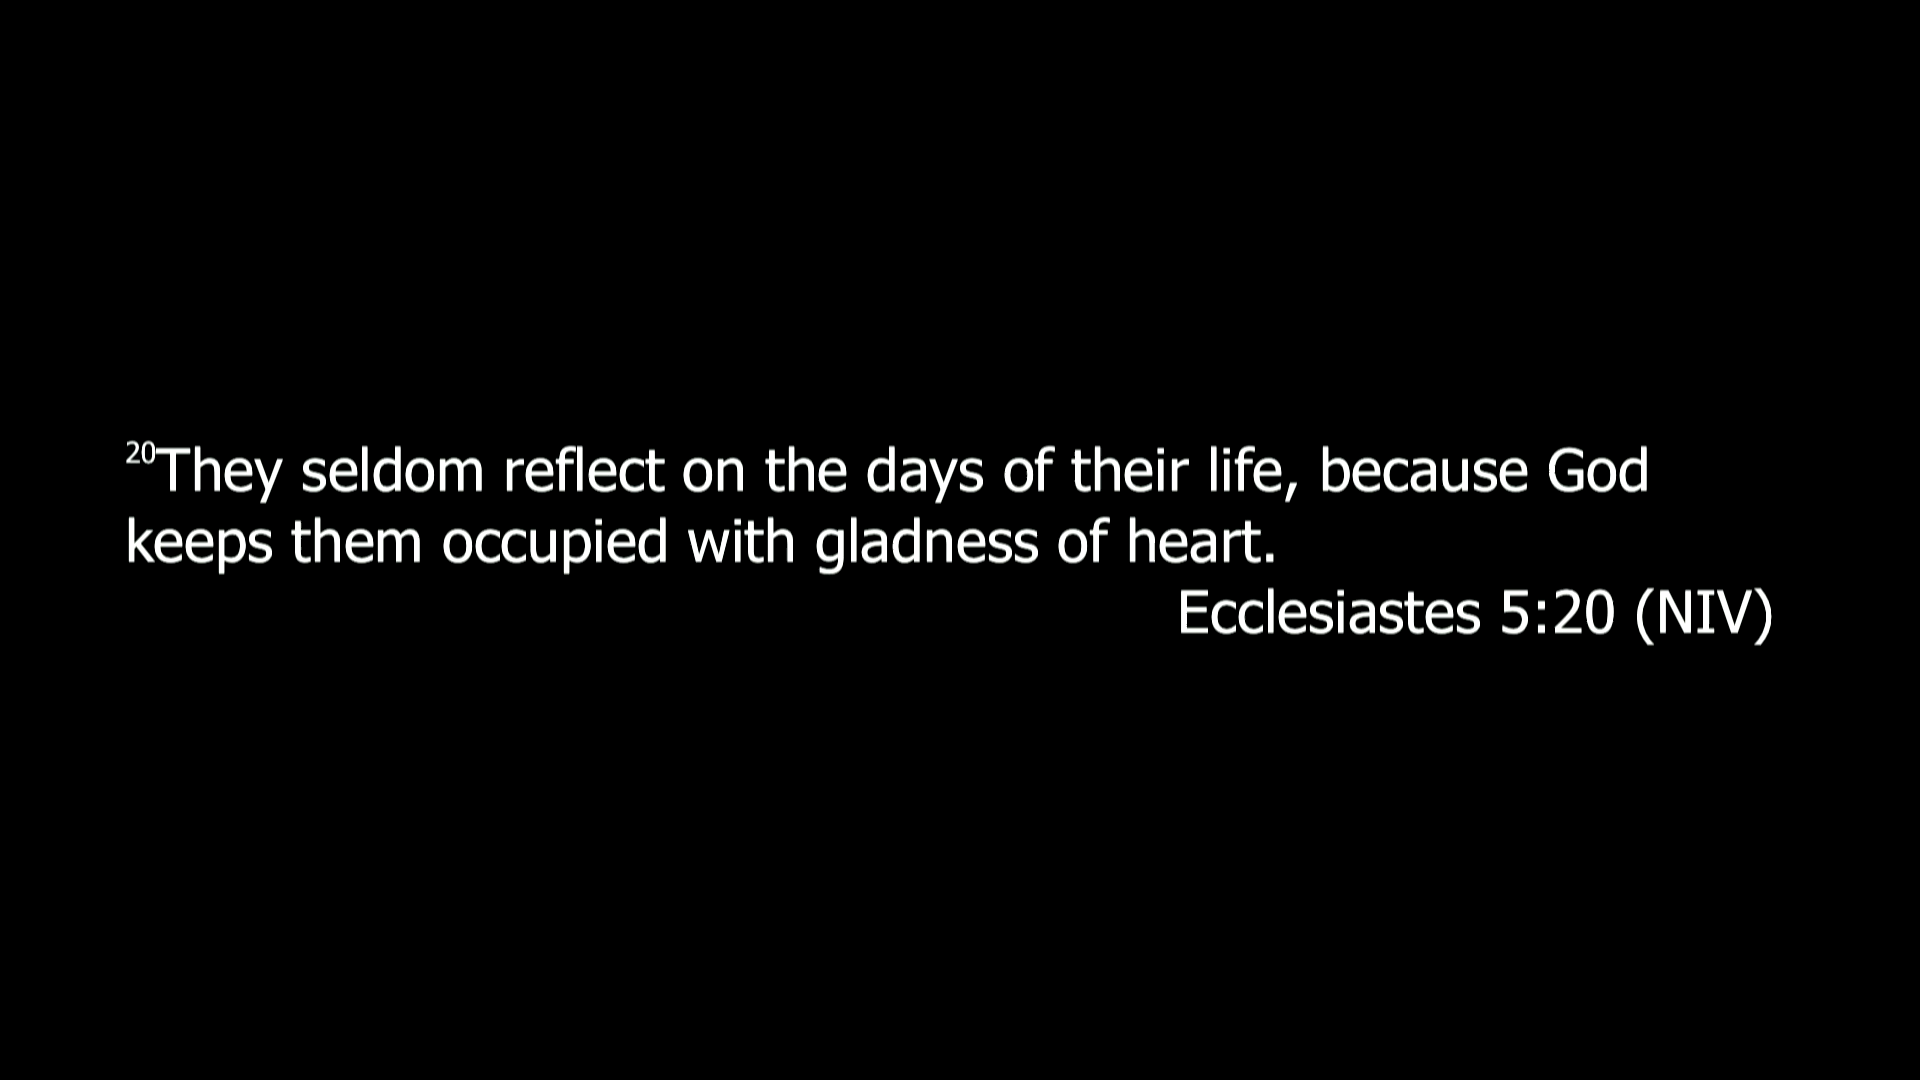 20They seldom reflect on the days of their life, because God
keeps them occupied with gladness of heart.
Ecclesiastes 5:20 (NIV)